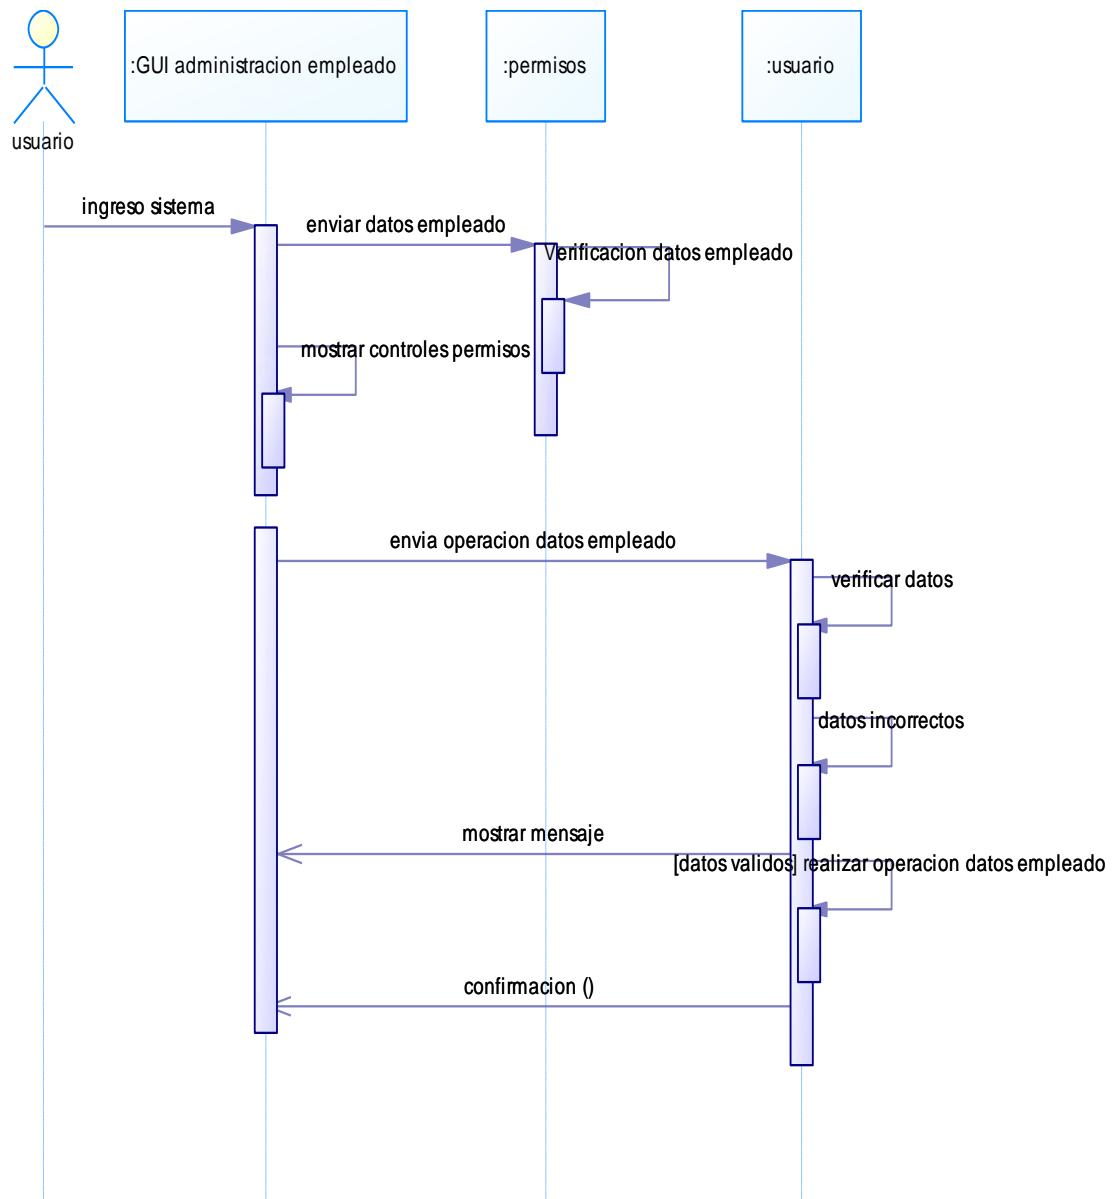 :GUI administracion empleado
:permisos
:usuario
usuario
ingreso sistema
enviar datos empleado
Verificacion datos empleado
mostrar controles permisos
envia operacion datos empleado
verificar datos
datos incorrectos
mostrar mensaje
[datos validos] realizar operacion datos empleado
confirmacion ()